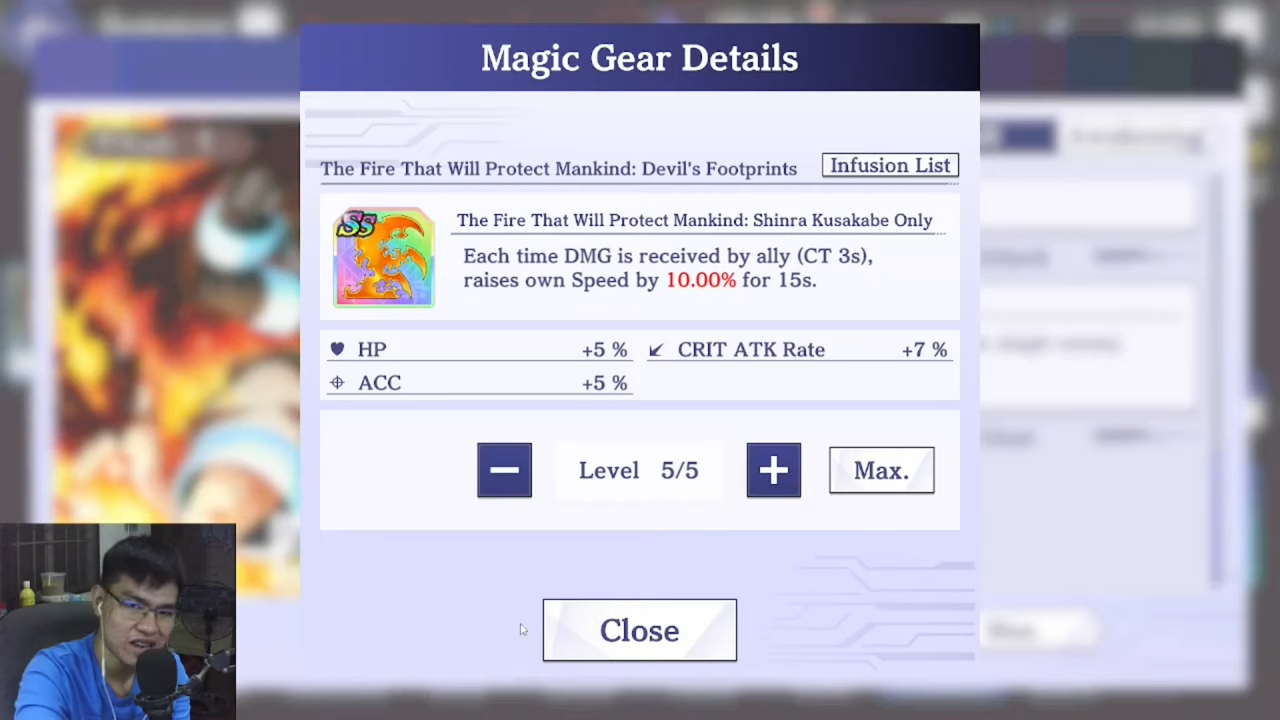 Magic Gear Details
The Fire That Will Protect Mankind: Devil's Footprints
Infusion List
SS
The Fire That Will Protect Mankind: Shinra Kusakabe Only
Each time DMG is received by ally (CT 3s),
raises own Speed by 10.00% for 15s.
HP +5 %
CRIT ATK Rate +7 %
ACC +5 %
Level 5/5
Max.
Close